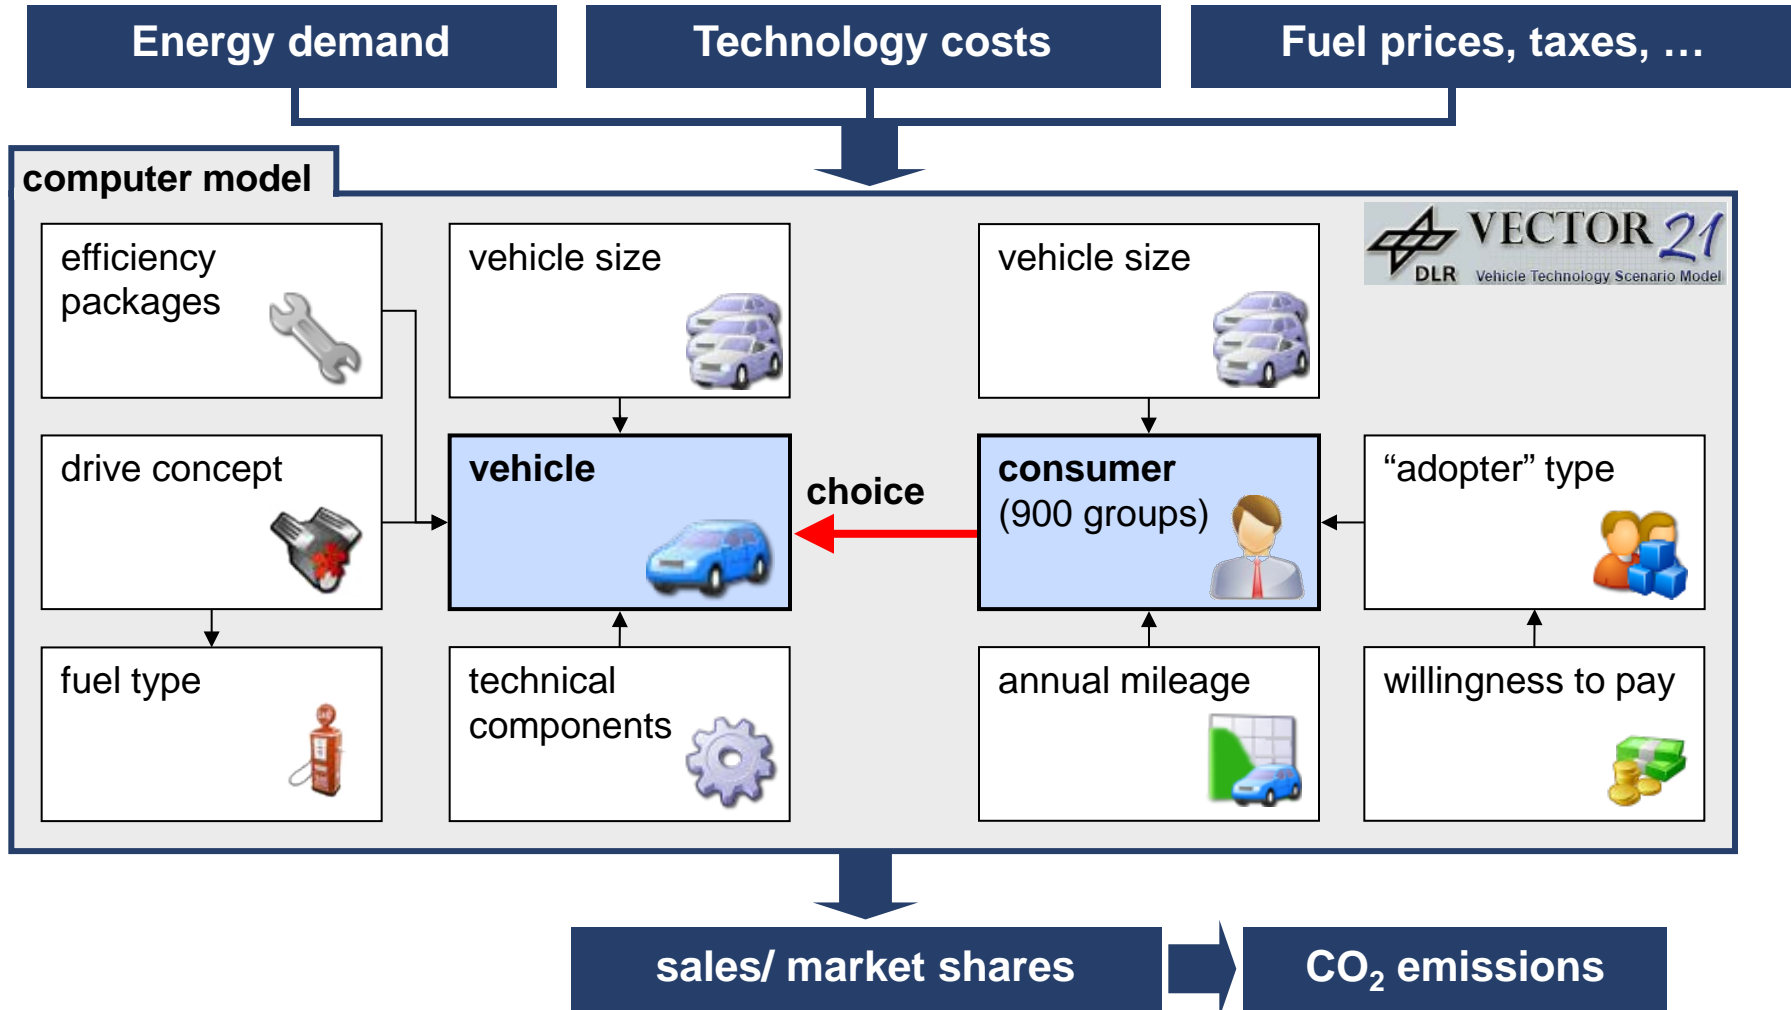 Energy demand
Technology costs
Fuel prices, taxes, …
computer model
VECTOR 21
DLR Vehicle Technology Scenario Model
efficiency
packages
vehicle size
vehicle size
drive concept
vehicle
choice
consumer
(900 groups)
“adopter” type
fuel type
technical
components
annual mileage
willingness to pay
sales/ market shares
CO₂ emissions